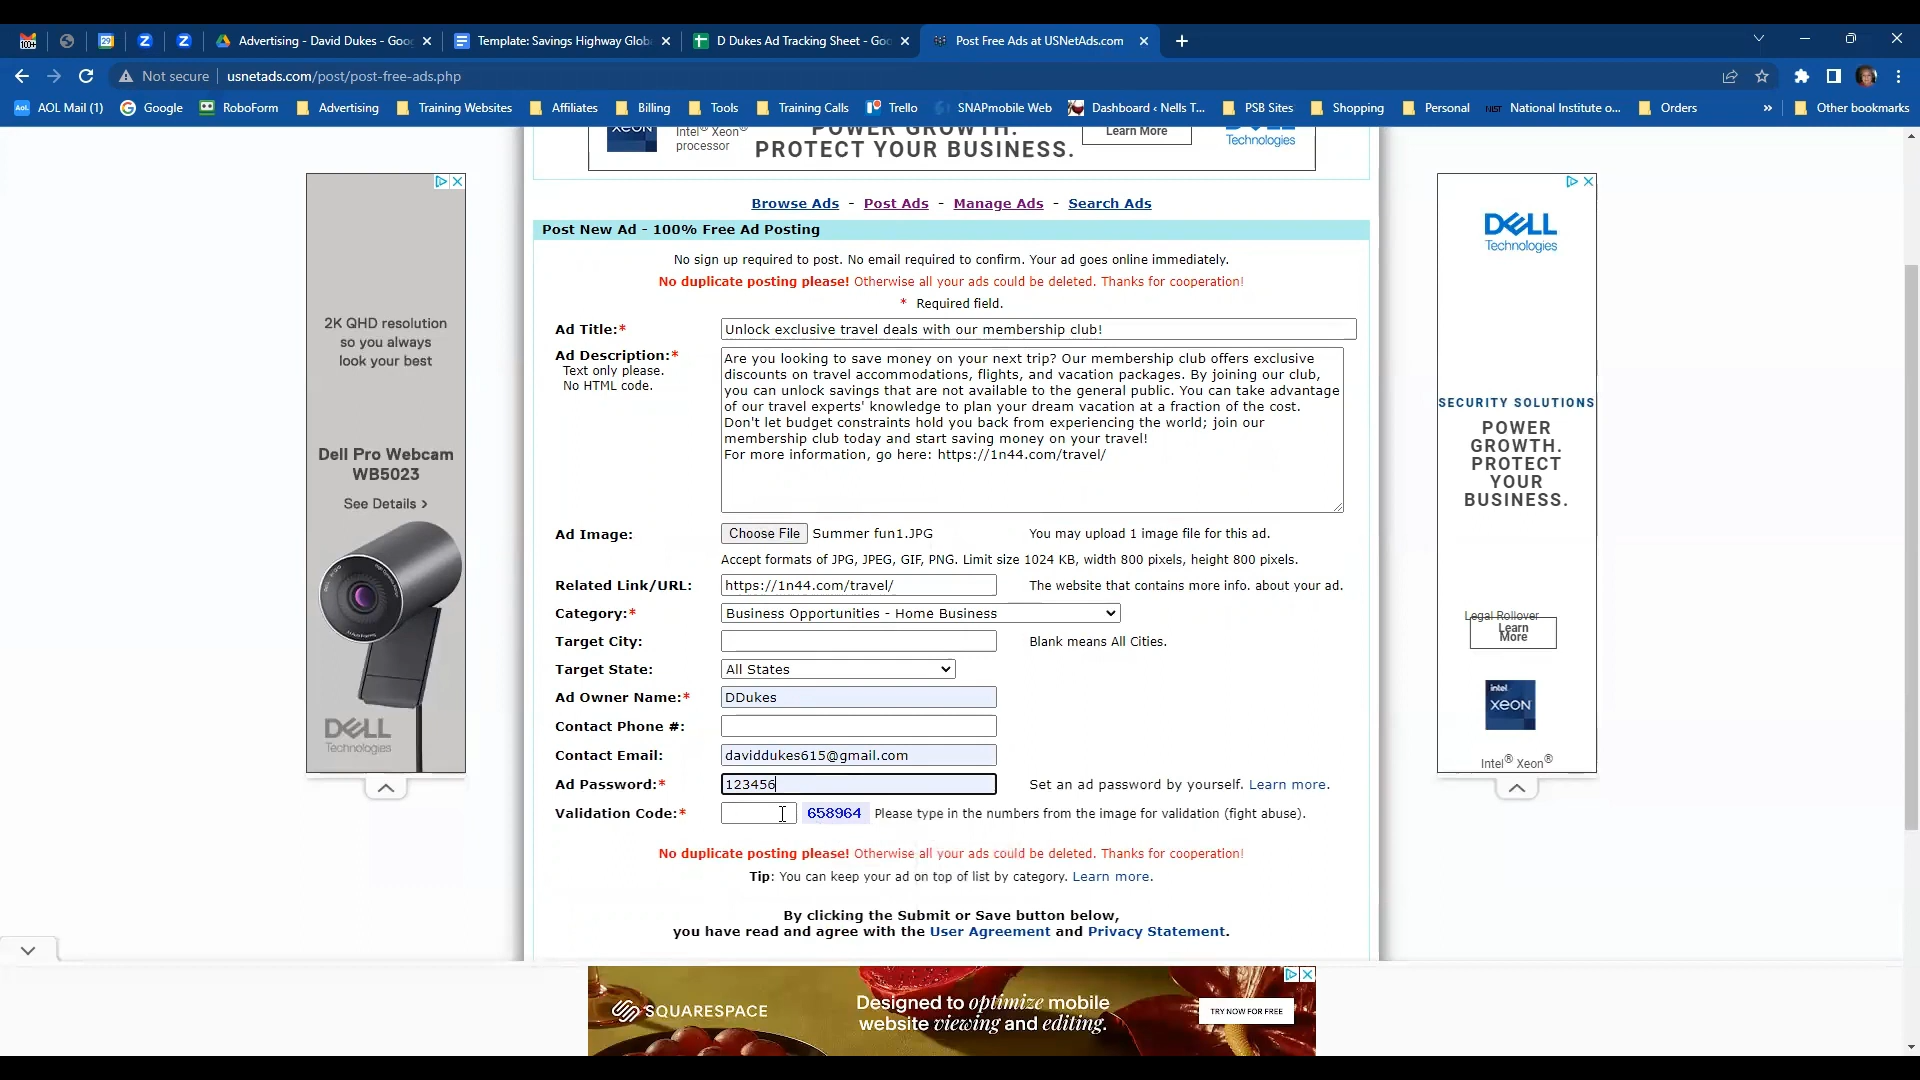 100+
29
Advertising - David Dukes - Goo
Template: Savings Highway Glob
D Dukes Ad Tracking Sheet - Goo
Post Free Ads at USNetAds.com
Not secure
usnetads.com/post/post-free-ads.php
Aol. AOL Mail (1)
Google
RoboForm
Advertising
Training Websites
Affiliates
Billing
Tools
Training Calls
Trello
SNAPmobile Web
Dashboard ‹ Nells T...
PSB Sites
Shopping
Personal
NIST National Institute o...
Orders
»
Other bookmarks
XEON
Intel® Xeon®
processor
POWER GROWTH.
PROTECT YOUR BUSINESS.
Learn More
DELL
Technologies
Browse Ads - Post Ads - Manage Ads - Search Ads
Post New Ad - 100% Free Ad Posting
No sign up required to post. No email required to confirm. Your ad goes online immediately.
No duplicate posting please! Otherwise all your ads could be deleted. Thanks for cooperation!
* Required field.
Ad Title:*
Unlock exclusive travel deals with our membership club!
Ad Description:*
Text only please.
No HTML code.
Are you looking to save money on your next trip? Our membership club offers exclusive
discounts on travel accommodations, flights, and vacation packages. By joining our club,
you can unlock savings that are not available to the general public. You can take advantage
of our travel experts' knowledge to plan your dream vacation at a fraction of the cost.
Don't let budget constraints hold you back from experiencing the world; join our
membership club today and start saving money on your travel!
For more information, go here: https://1n44.com/travel/
Ad Image:
Choose File Summer fun1.JPG
You may upload 1 image file for this ad.
Accept formats of JPG, JPEG, GIF, PNG. Limit size 1024 KB, width 800 pixels, height 800 pixels.
Related Link/URL:
https://1n44.com/travel/
The website that contains more info. about your ad.
Category:*
Business Opportunities - Home Business
Target City:
Blank means All Cities.
Target State:
All States
Ad Owner Name:*
DDukes
Contact Phone #:
Contact Email:
daviddukes615@gmail.com
Ad Password:*
123456
Set an ad password by yourself. Learn more.
Validation Code:*
658964
Please type in the numbers from the image for validation (fight abuse).
No duplicate posting please! Otherwise all your ads could be deleted. Thanks for cooperation!
Tip: You can keep your ad on top of list by category. Learn more.
By clicking the Submit or Save button below,
you have read and agree with the User Agreement and Privacy Statement.
2K QHD resolution
so you always
look your best
Dell Pro Webcam
WB5023
See Details >
DELL
Technologies
DELL
Technologies
SECURITY SOLUTIONS
POWER
GROWTH.
PROTECT
YOUR
BUSINESS.
Legal Rollover
Learn
More
intel
XEON
Intel® Xeon®
SQUARESPACE
Designed to optimize mobile
website viewing and editing.
TRY NOW FOR FREE